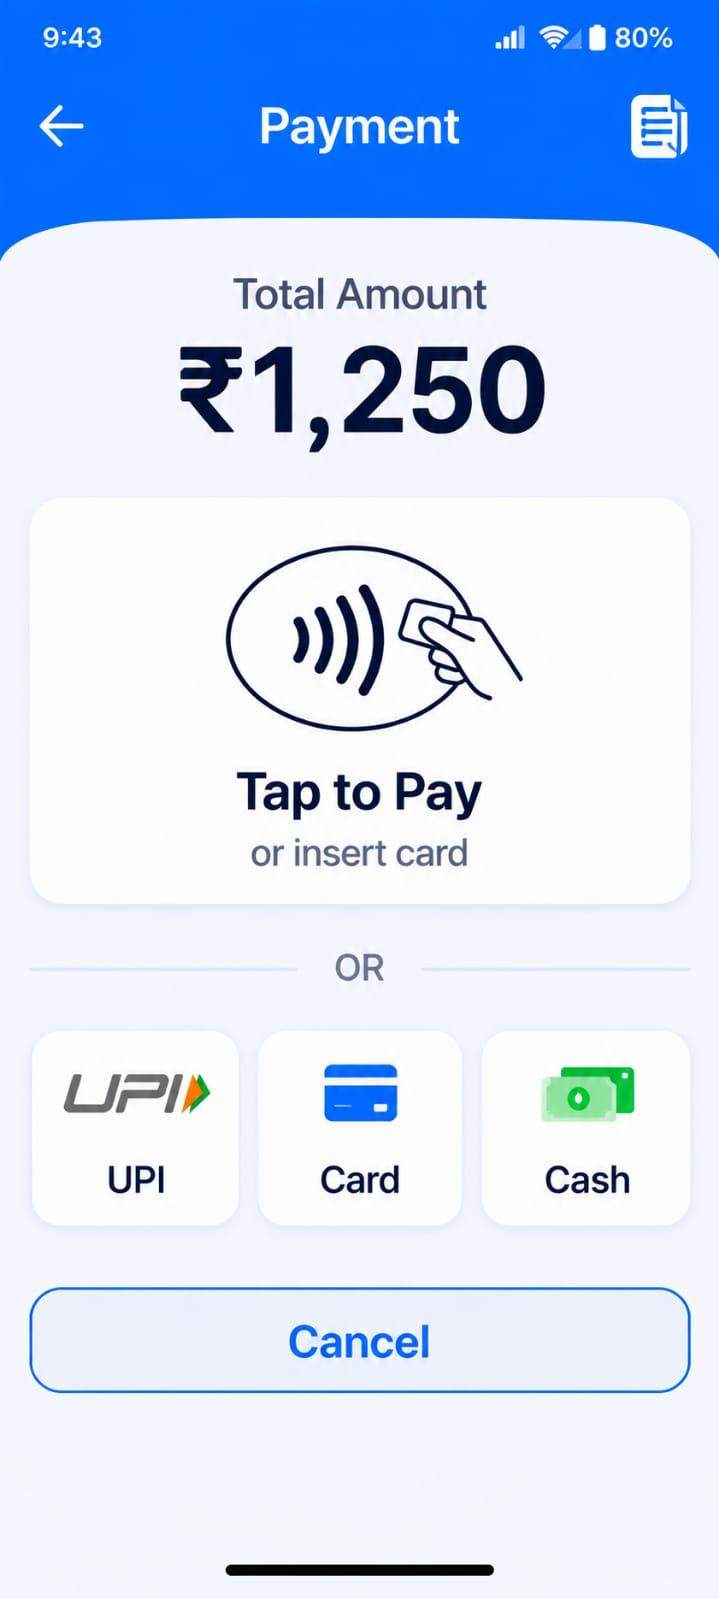 9:43
80%
Payment
Total Amount
₹1,250
Tap to Pay
or insert card
OR
UPI
UPI
Card
Cash
Cancel